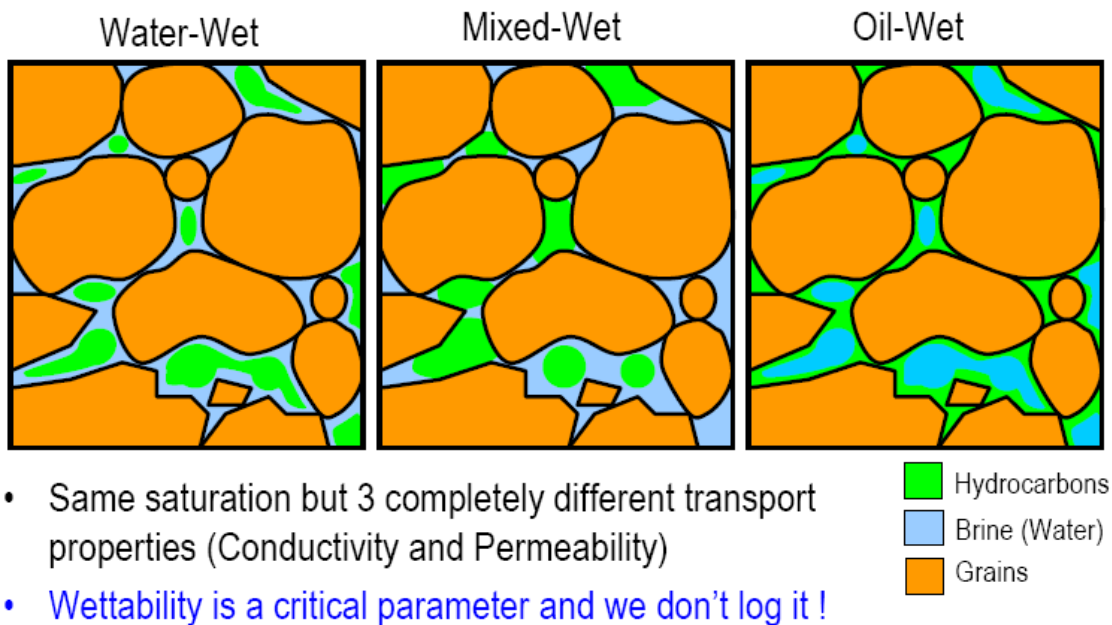 Water-Wet
Mixed-Wet
Oil-Wet
• Same saturation but 3 completely different transport
properties (Conductivity and Permeability)
• Wettability is a critical parameter and we don't log it !
Hydrocarbons
Brine (Water)
Grains